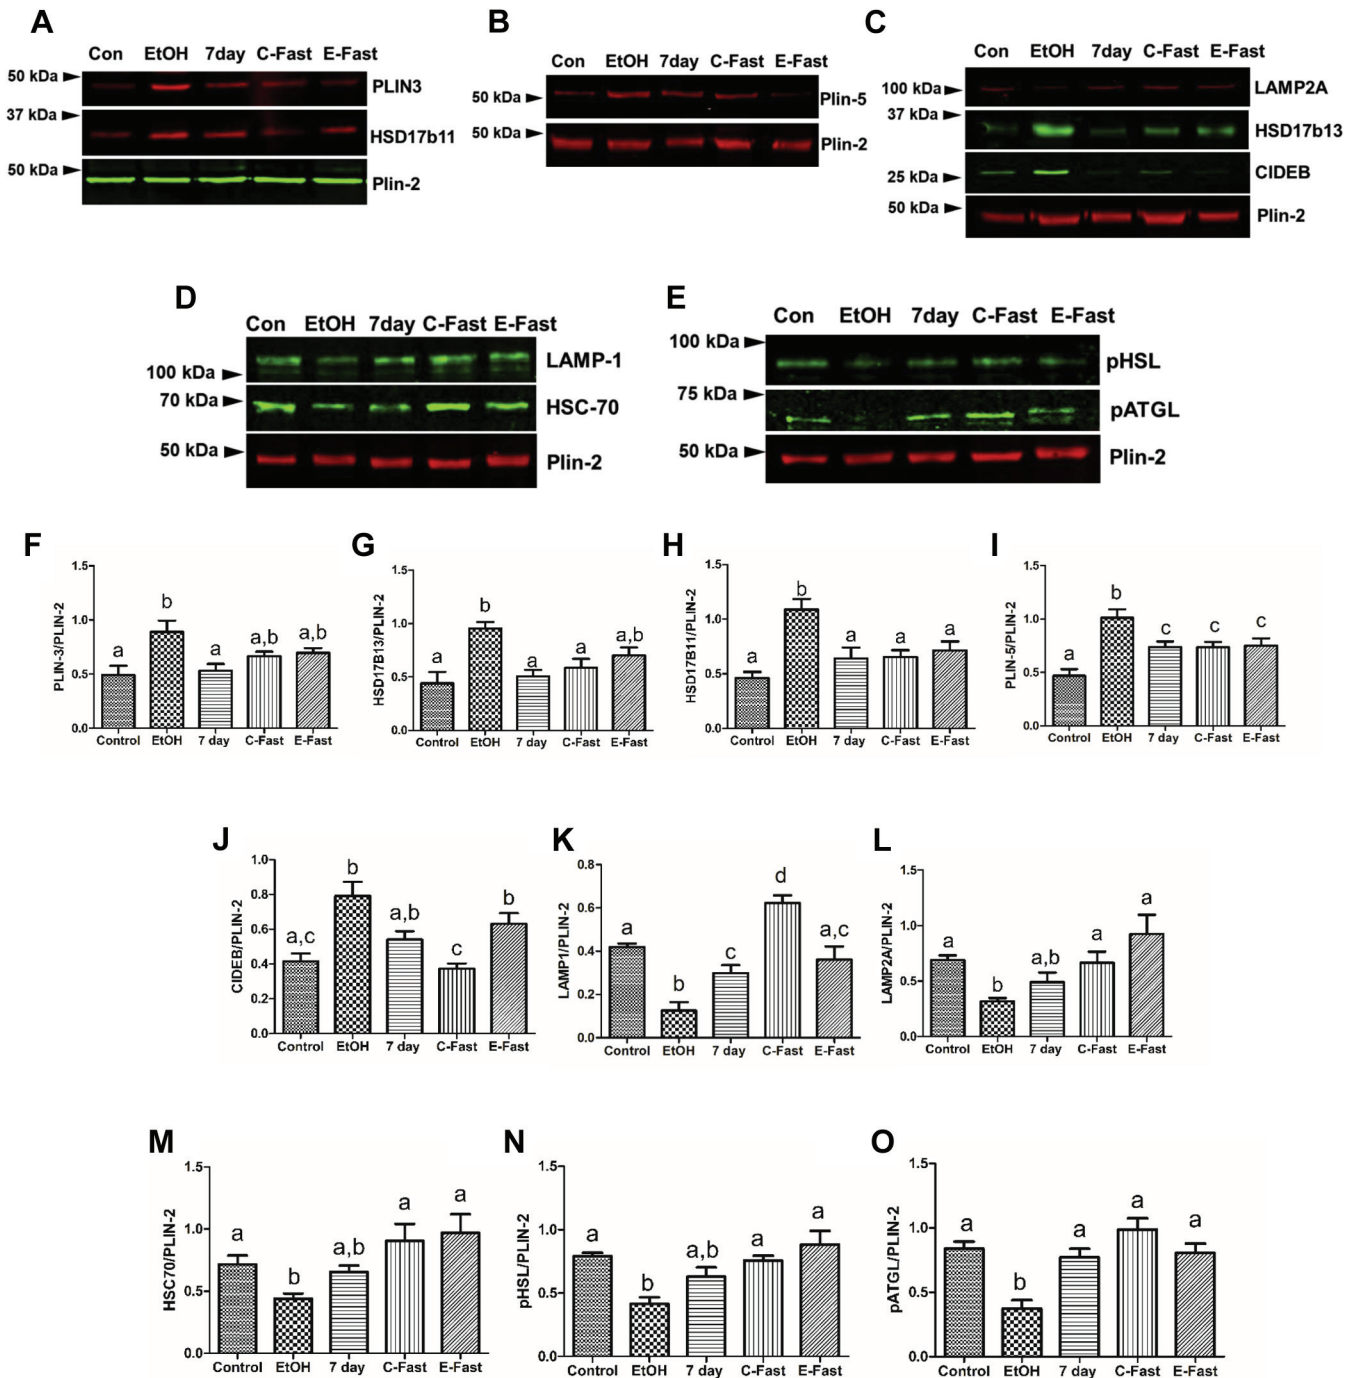 A
Con EtOH 7day C-Fast E-Fast
50 kDa PLIN3
37 kDa HSD17b11
50 kDa Plin-2
B
Con EtOH 7day C-Fast E-Fast
50 kDa Plin-5
50 kDa Plin-2
C
Con EtOH 7day C-Fast E-Fast
100 kDa LAMP2A
37 kDa HSD17b13
25 kDa CIDEB
50 kDa Plin-2
D
Con EtOH 7day C-Fast E-Fast
100 kDa LAMP-1
70 kDa HSC-70
50 kDa Plin-2
E
Con EtOH 7day C-Fast E-Fast
100 kDa pHSL
75 kDa pATGL
50 kDa Plin-2
F
PLIN-3/PLIN-2
1.5
1.0
0.5
0.0
a b a a,b a,b
Control EtOH 7 day C-Fast E-Fast
G
HSD17B13/PLIN-2
1.5
1.0
0.5
0.0
a b a a a,b
Control EtOH 7 day C-Fast E-Fast
H
HSD17B11/PLIN-2
1.5
1.0
0.5
0.0
a b a a a
Control EtOH 7 day C-Fast E-Fast
I
PLIN-5/PLIN-2
1.5
1.0
0.5
0.0
a b c c c
Control EtOH 7 day C-Fast E-Fast
J
CIDEB/PLIN-2
1.0
0.8
0.6
0.4
0.2
0.0
a,c b a,b c b
Control EtOH 7 day C-Fast E-Fast
K
LAMP1/PLIN-2
0.8
0.6
0.4
0.2
0.0
a b c d a,c
Control EtOH 7 day C-Fast E-Fast
L
LAMP2A/PLIN-2
1.5
1.0
0.5
0.0
a b a,b a a
Control EtOH 7 day C-Fast E-Fast
M
HSC70/PLIN-2
1.5
1.0
0.5
0.0
a b a,b a a
Control EtOH 7 day C-Fast E-Fast
N
pHSL/PLIN-2
1.5
1.0
0.5
0.0
a b a,b a a
Control EtOH 7 day C-Fast E-Fast
O
pATGL/PLIN-2
1.5
1.0
0.5
0.0
a b a a a
Control EtOH 7 day C-Fast E-Fast